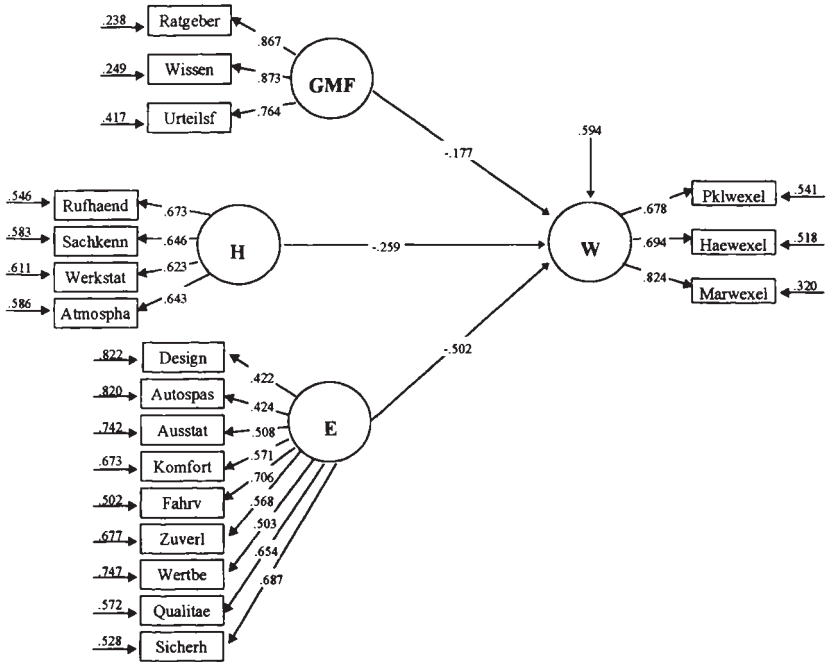 .238 Ratgeber .867
.249 Wissen .873
.417 Urteilsf .764
GMF
-.177
.594
.546 Rufhaend .673
.583 Sachkenn .646
.611 Werkstat .623
.586 Atmospha .643
H
-.259
W
.678 Pklwexel .541
.694 Haewexel .518
.824 Marwexel .320
-.502
.822 Design .422
.820 Autospas .424
.742 Ausstat .508
.673 Komfort .571
.502 Fahrv .706
.677 Zuverl .568
.747 Wertbe .503
.572 Qualitae .654
.528 Sicherh .687
E